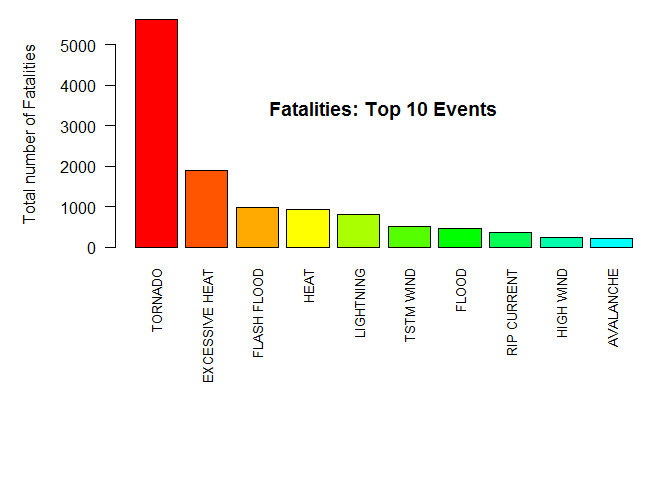 Fatalities: Top 10 Events
Total number of Fatalities
5000
4000
3000
2000
1000
0
TORNADO
EXCESSIVE HEAT
FLASH FLOOD
HEAT
LIGHTNING
TSTM WIND
FLOOD
RIP CURRENT
HIGH WIND
AVALANCHE